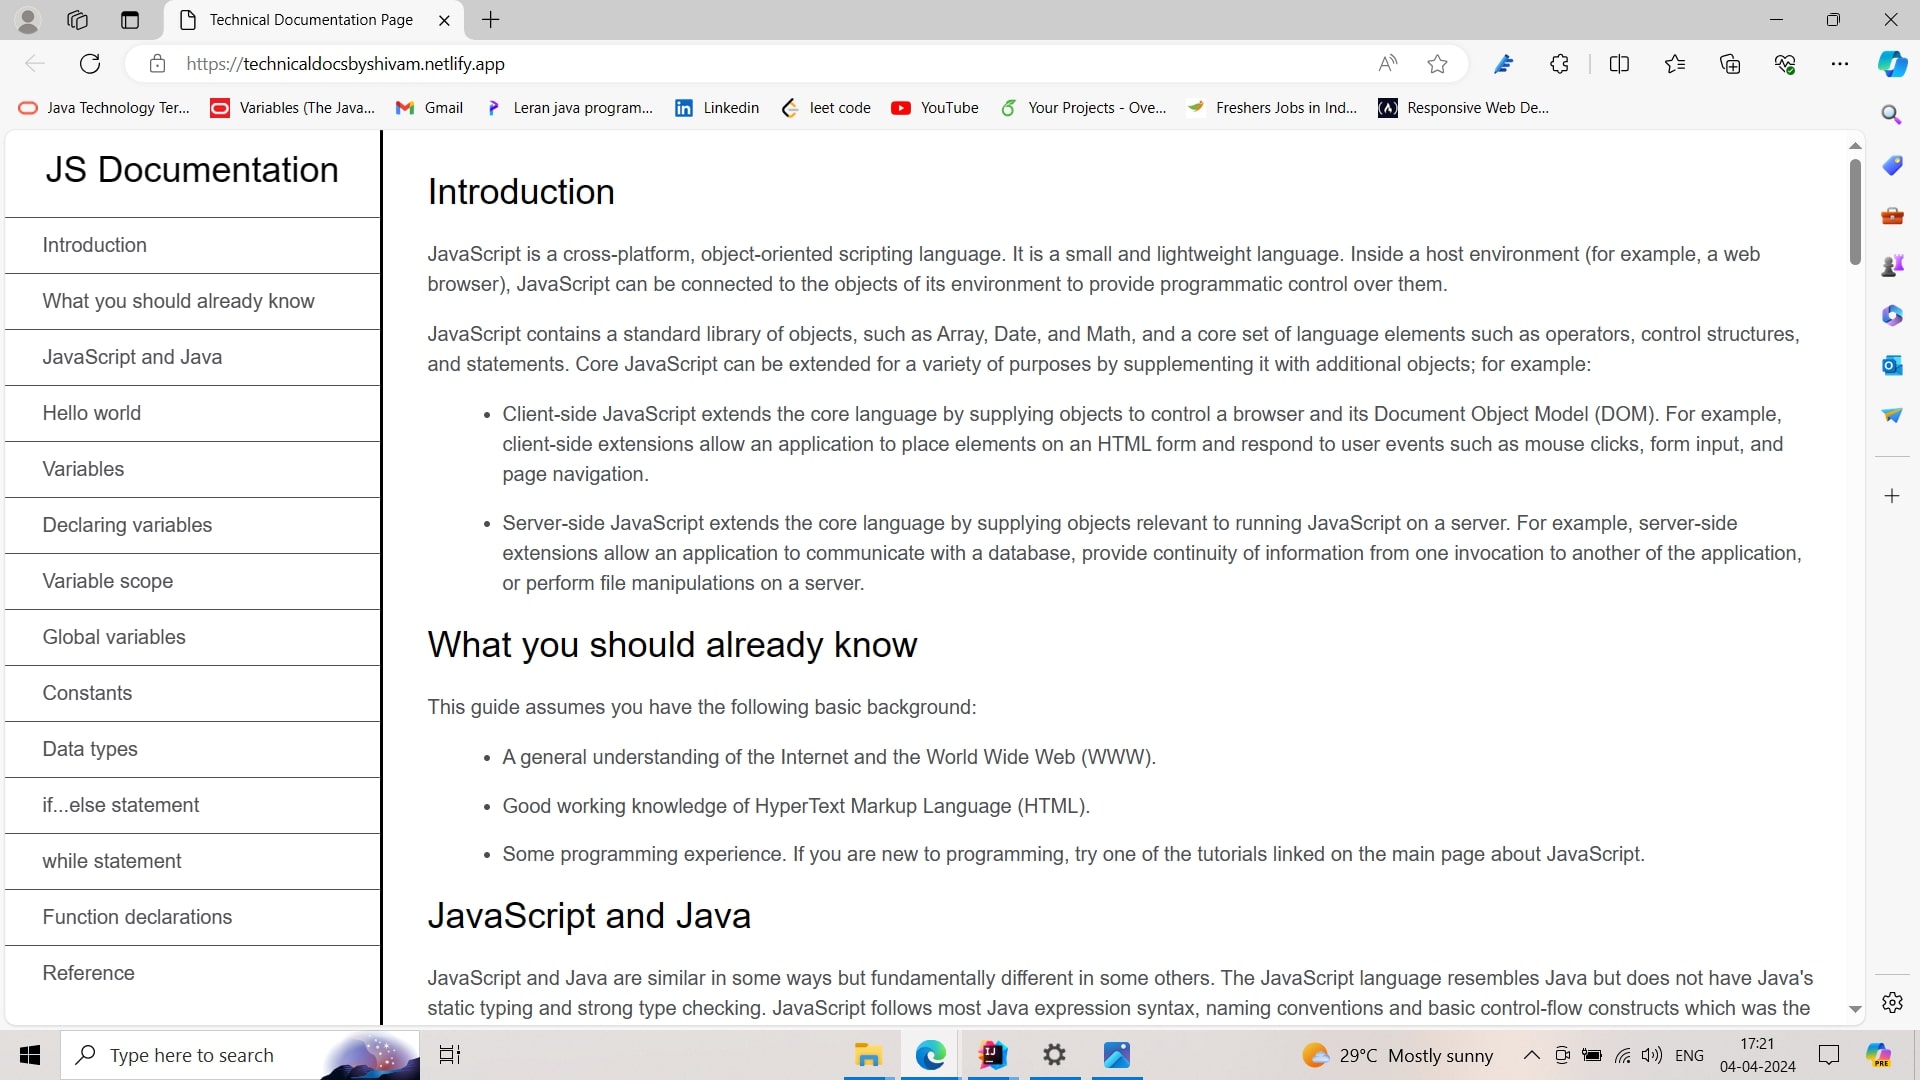 Technical Documentation Page
https://technicaldocsbyshivam.netlify.app
Java Technology Ter...
Variables (The Java...
Gmail
Leran java program...
Linkedin
leet code
YouTube
Your Projects - Ove...
Freshers Jobs in Ind...
Responsive Web De...
JS Documentation
Introduction
What you should already know
JavaScript and Java
Hello world
Variables
Declaring variables
Variable scope
Global variables
Constants
Data types
if...else statement
while statement
Function declarations
Reference
Introduction
JavaScript is a cross-platform, object-oriented scripting language. It is a small and lightweight language. Inside a host environment (for example, a web
browser), JavaScript can be connected to the objects of its environment to provide programmatic control over them.
JavaScript contains a standard library of objects, such as Array, Date, and Math, and a core set of language elements such as operators, control structures,
and statements. Core JavaScript can be extended for a variety of purposes by supplementing it with additional objects; for example:
• Client-side JavaScript extends the core language by supplying objects to control a browser and its Document Object Model (DOM). For example,
client-side extensions allow an application to place elements on an HTML form and respond to user events such as mouse clicks, form input, and
page navigation.
• Server-side JavaScript extends the core language by supplying objects relevant to running JavaScript on a server. For example, server-side
extensions allow an application to communicate with a database, provide continuity of information from one invocation to another of the application,
or perform file manipulations on a server.
What you should already know
This guide assumes you have the following basic background:
• A general understanding of the Internet and the World Wide Web (WWW).
• Good working knowledge of HyperText Markup Language (HTML).
• Some programming experience. If you are new to programming, try one of the tutorials linked on the main page about JavaScript.
JavaScript and Java
JavaScript and Java are similar in some ways but fundamentally different in some others. The JavaScript language resembles Java but does not have Java's
static typing and strong type checking. JavaScript follows most Java expression syntax, naming conventions and basic control-flow constructs which was the
Type here to search
29°C Mostly sunny
ENG
17:21
04-04-2024
PRE